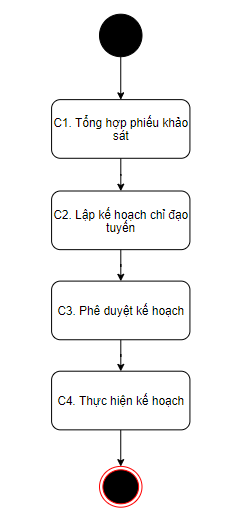 C1. Tổng hợp phiếu khảo
sát
C2. Lập kế hoạch chỉ đạo
tuyến
C3. Phê duyệt kế hoạch
C4. Thực hiện kế hoạch